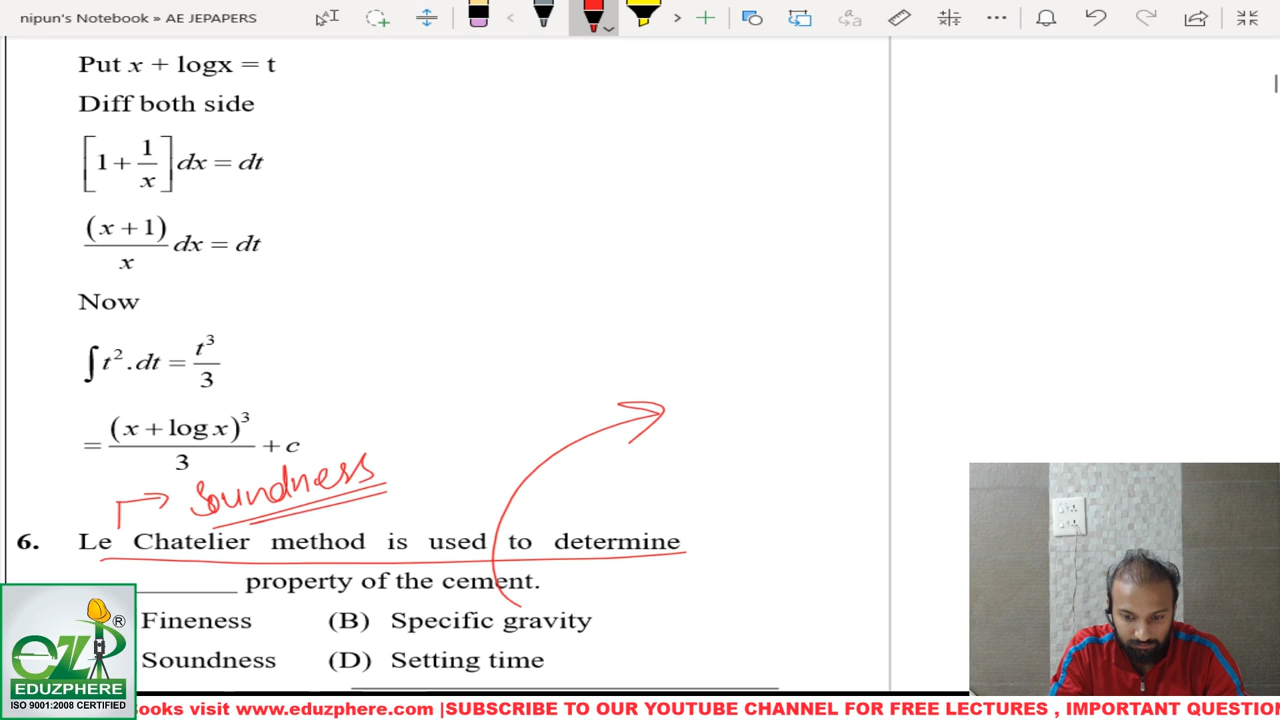 nipun's Notebook » AE JEPAPERS
Put x + logx = t
Diff both side
[1 + 1/x] dx = dt
(x + 1)/x dx = dt
Now
∫ t².dt = t³/3
= (x + log x)³/3 + c
→ Soundness
6. Le Chatelier method is used to determine
________ property of the cement.
Fineness (B) Specific gravity
Soundness (D) Setting time
EZP ®
EDUZPHERE
ISO 9001:2008 CERTIFIED
ooks visit www.eduzphere.com |SUBSCRIBE TO OUR YOUTUBE CHANNEL FOR FREE LECTURES , IMPORTANT QUESTION